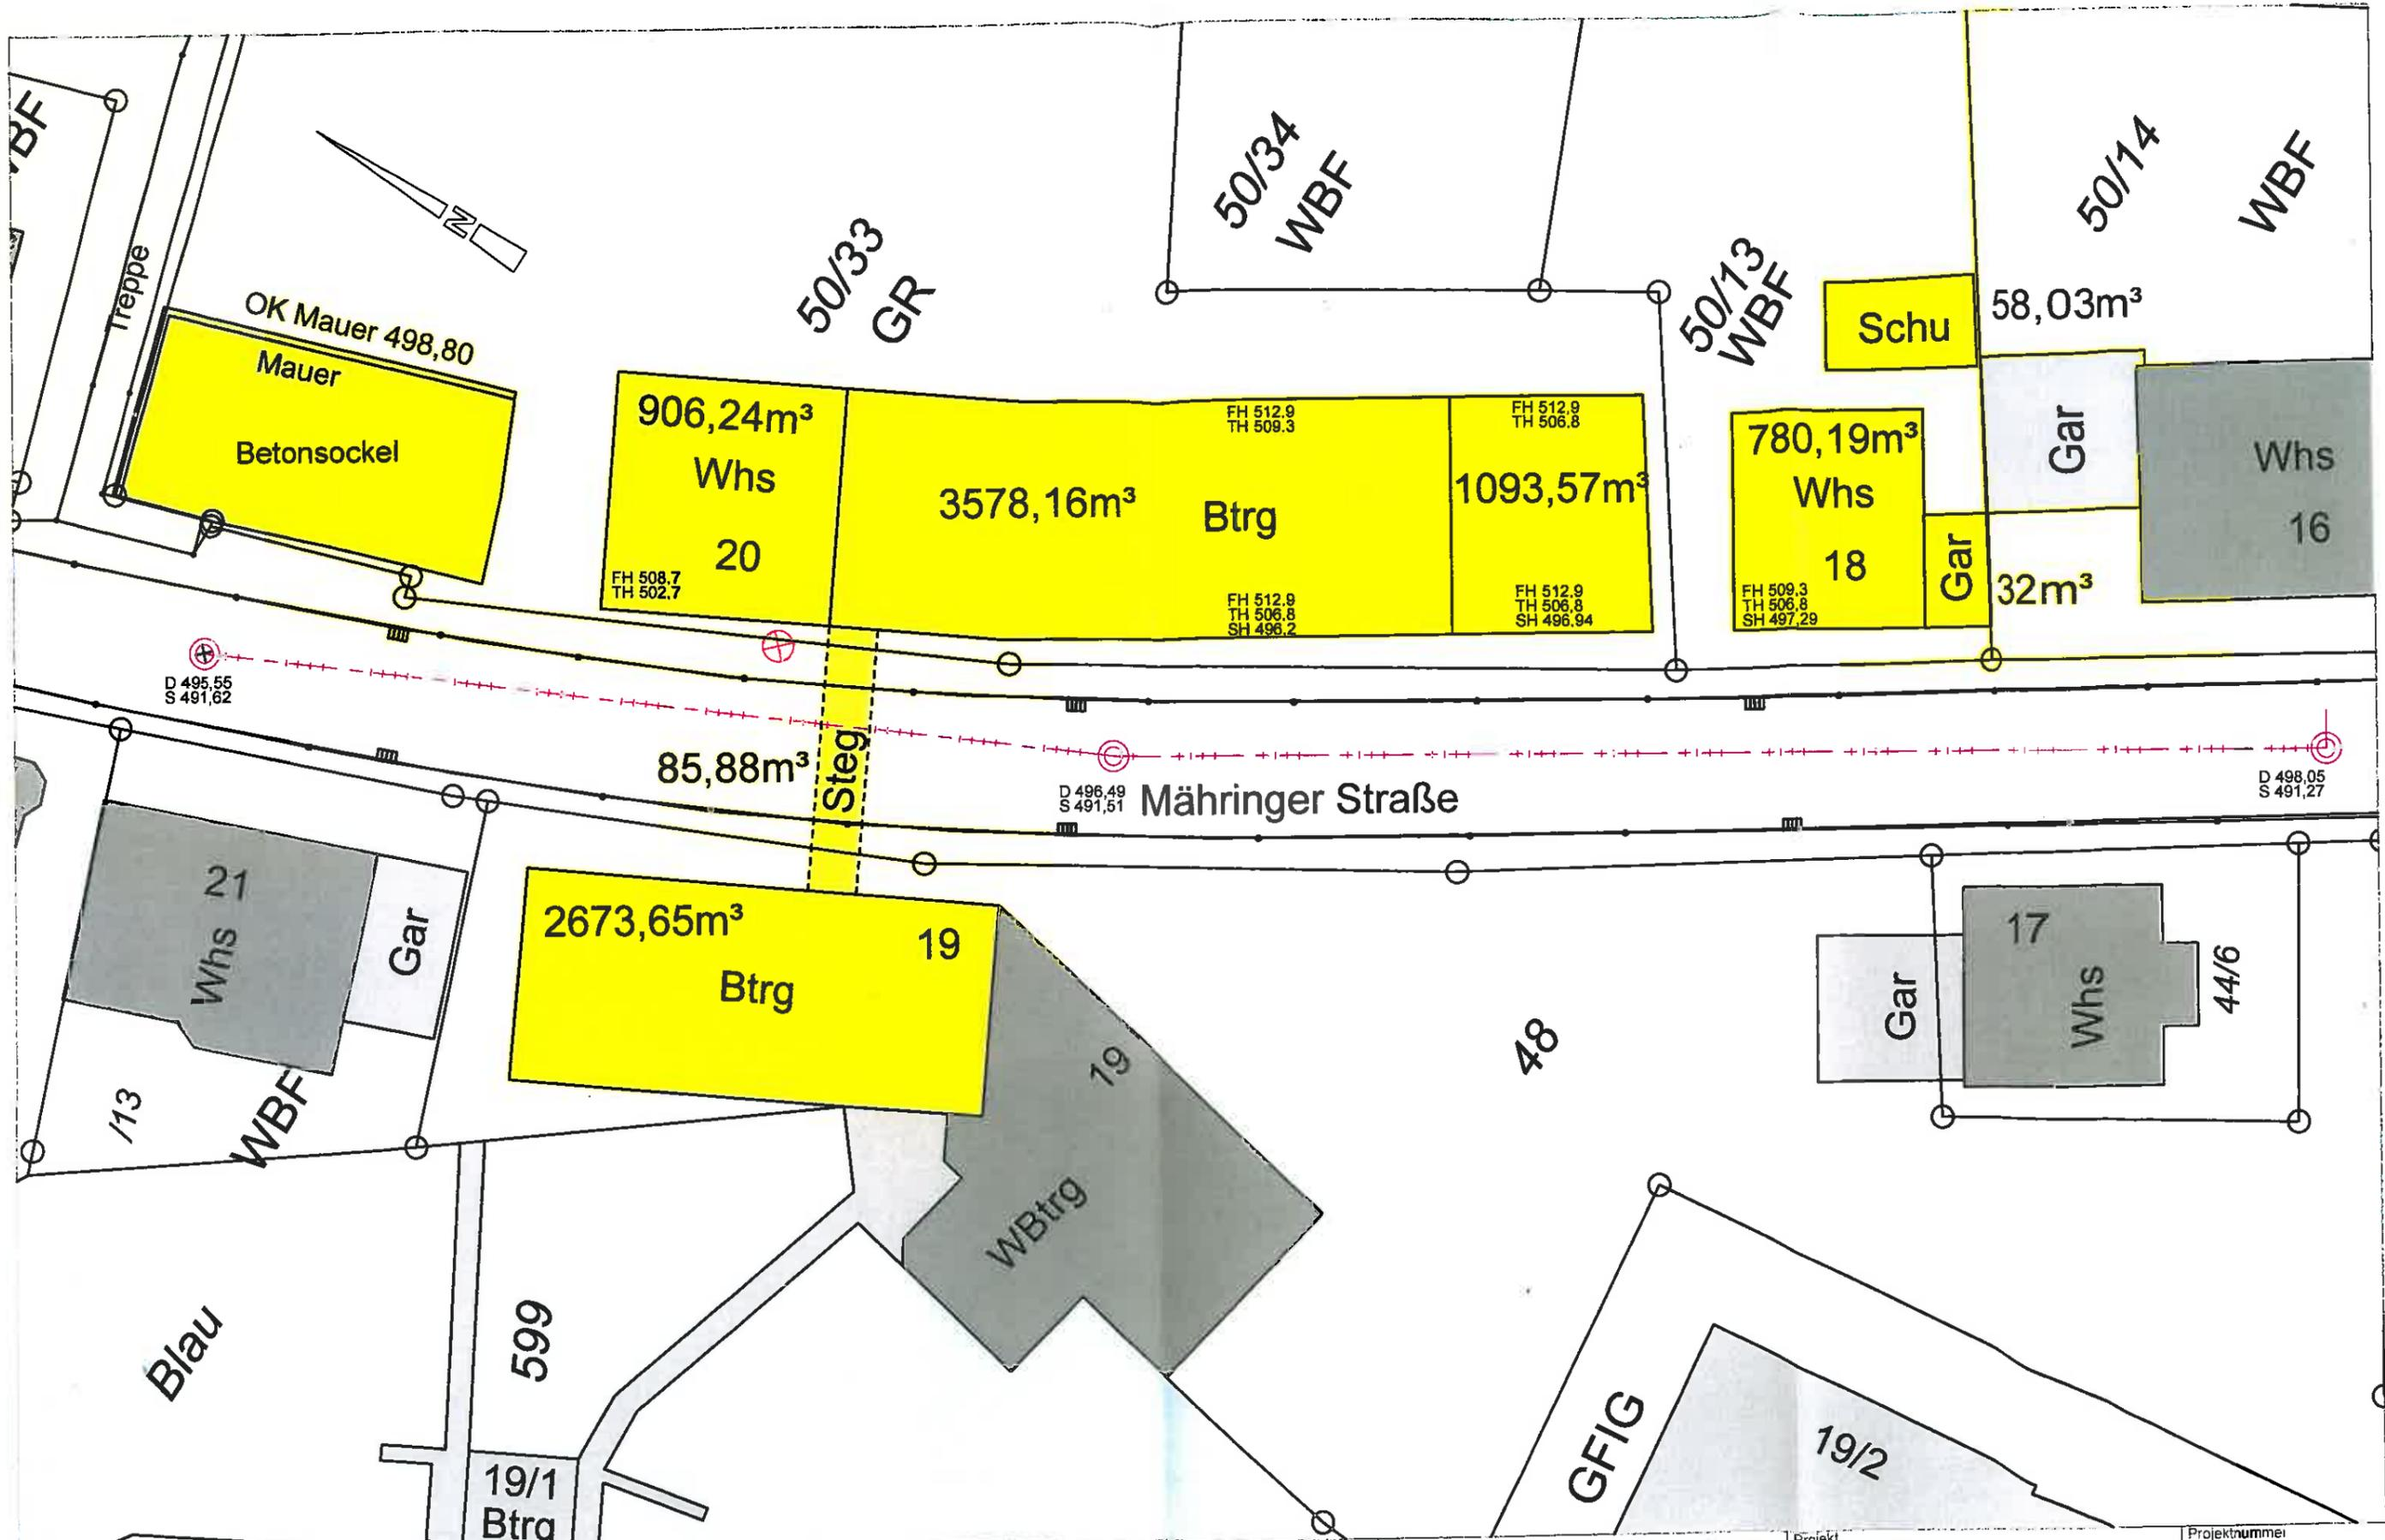 WBF
Treppe
OK Mauer 498,80
Mauer
Betonsockel
N
50/33
GR
50/34
WBF
50/13
WBF
50/14
WBF
Schu
58,03m³
Gar
Whs
16
906,24m³
Whs
20
FH 508.7
TH 502.7
3578,16m³
Btrg
FH 512.9
TH 509.3
FH 512.9
TH 506.8
SH 496.2
FH 512.9
TH 506.8
1093,57m³
FH 512.9
TH 506.8
SH 496.94
780,19m³
Whs
18
FH 509.3
TH 506.8
SH 497,29
Gar
32m³
D 495,55
S 491,62
85,88m³
Steg
D 496,49
S 491,51
Mähringer Straße
D 498,05
S 491,27
21
Whs
Gar
/13
WBF
2673,65m³
19
Btrg
19
WBtrg
48
Gar
17
Whs
44/6
Blau
599
19/1
Btrg
GFIG
19/2
Projekt
Projektnummer